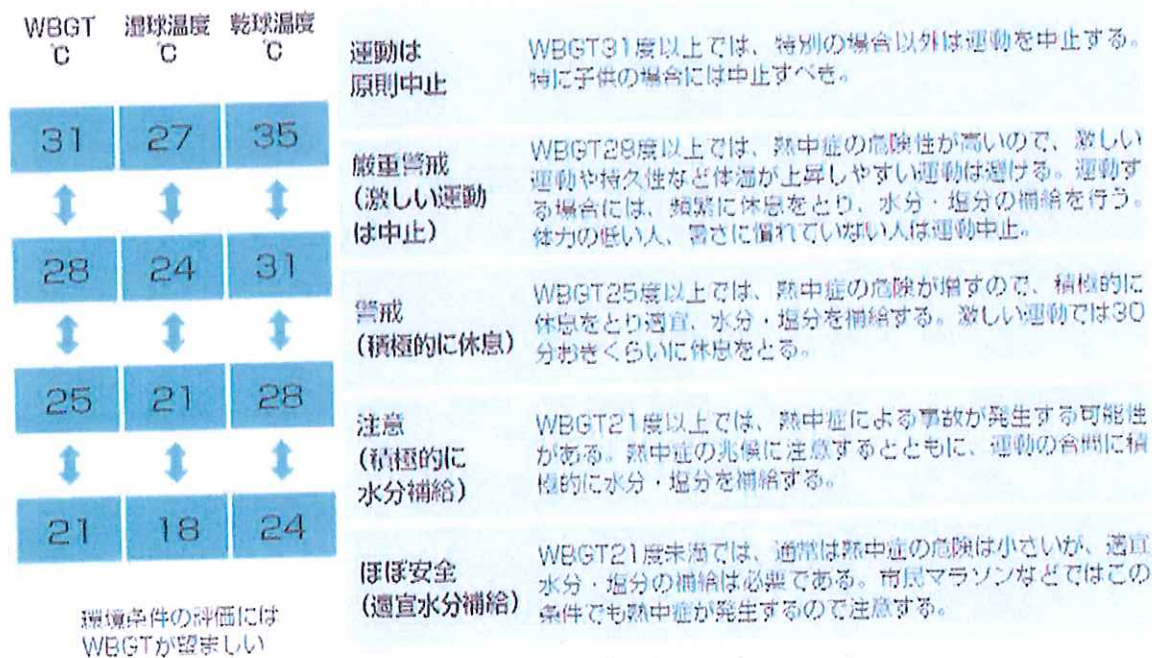 WBGT 湿球温度 乾球温度
℃ ℃ ℃
31 27 35
28 24 31
25 21 28
21 18 24
環境条件の評価には
WBGTが望ましい
運動は
原則中止
WBGT31度以上では、特別の場合以外は運動を中止する。
特に子供の場合には中止すべき。
厳重警戒
(激しい運動
は中止)
WBGT28度以上では、熱中症の危険性が高いので、激しい
運動や持久性など体温が上昇しやすい運動は避ける。運動す
る場合には、頻繁に休息をとり、水分・塩分の補給を行う。
体力の低い人、暑さに慣れていない人は運動中止。
警戒
(積極的に休息)
WBGT25度以上では、熱中症の危険が増すので、積極的に
休息をとり適宜、水分・塩分を補給する。激しい運動では30
分おきくらいに休息をとる。
注意
(積極的に
水分補給)
WBGT21度以上では、熱中症による事故が発生する可能性
がある。熱中症の兆候に注意するとともに、運動の合間に積
極的に水分・塩分を補給する。
ほぼ安全
(適宜水分補給)
WBGT21度未満では、通常は熱中症の危険は小さいが、適宜
水分・塩分の補給は必要である。市民マラソンなどではこの
条件でも熱中症が発生するので注意する。